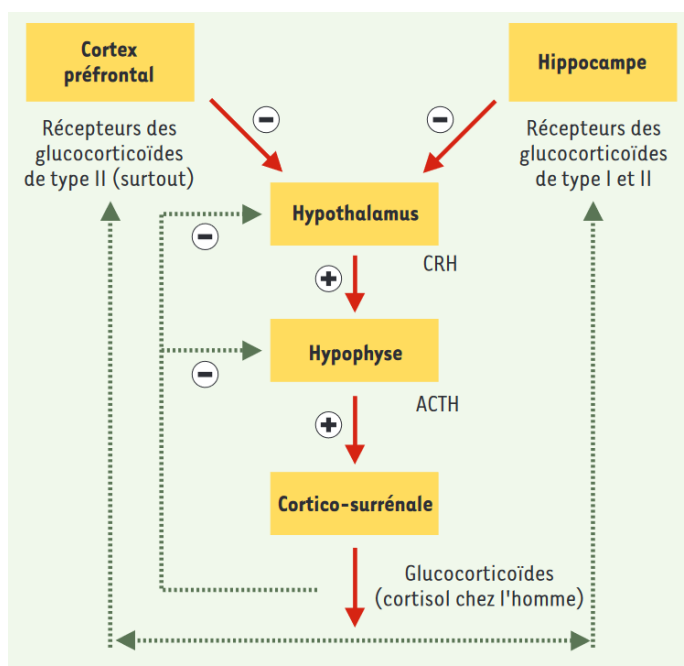 Cortex
préfrontal
Hippocampe
−
−
Récepteurs des
glucocorticoïdes
de type II (surtout)
Récepteurs des
glucocorticoïdes
de type I et II
Hypothalamus
−
CRH
+
Hypophyse
−
ACTH
+
Cortico-surrénale
Glucocorticoïdes
(cortisol chez l'homme)